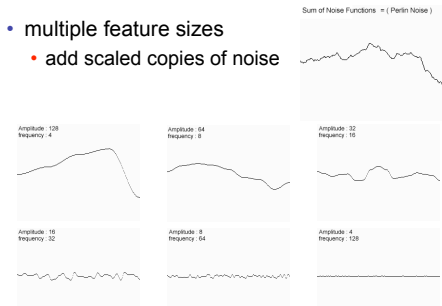 • multiple feature sizes
• add scaled copies of noise
Sum of Noise Functions = ( Perlin Noise )
Amplitude : 128
frequency : 4
Amplitude : 64
frequency : 8
Amplitude : 32
frequency : 16
Amplitude : 16
frequency : 32
Amplitude : 8
frequency : 64
Amplitude : 4
frequency : 128